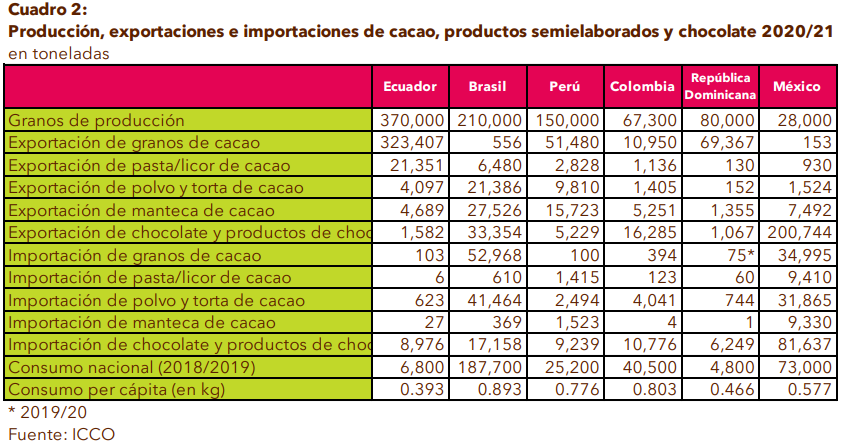 Cuadro 2:
Producción, exportaciones e importaciones de cacao, productos semielaborados y chocolate 2020/21
en toneladas
Ecuador Brasil Perú Colombia República Dominicana México
Granos de producción 370,000 210,000 150,000 67,300 80,000 28,000
Exportación de granos de cacao 323,407 556 51,480 10,950 69,367 153
Exportación de pasta/licor de cacao 21,351 6,480 2,828 1,136 130 930
Exportación de polvo y torta de cacao 4,097 21,386 9,810 1,405 152 1,524
Exportación de manteca de cacao 4,689 27,526 15,723 5,251 1,355 7,492
Exportación de chocolate y productos de choc 1,582 33,354 5,229 16,285 1,067 200,744
Importación de granos de cacao 103 52,968 100 394 75* 34,995
Importación de pasta/licor de cacao 6 610 1,415 123 60 9,410
Importación de polvo y torta de cacao 623 41,464 2,494 4,041 744 31,865
Importación de manteca de cacao 27 369 1,523 4 1 9,330
Importación de chocolate y productos de choc 8,976 17,158 9,239 10,776 6,249 81,637
Consumo nacional (2018/2019) 6,800 187,700 25,200 40,500 4,800 73,000
Consumo per cápita (en kg) 0.393 0.893 0.776 0.803 0.466 0.577
* 2019/20
Fuente: ICCO